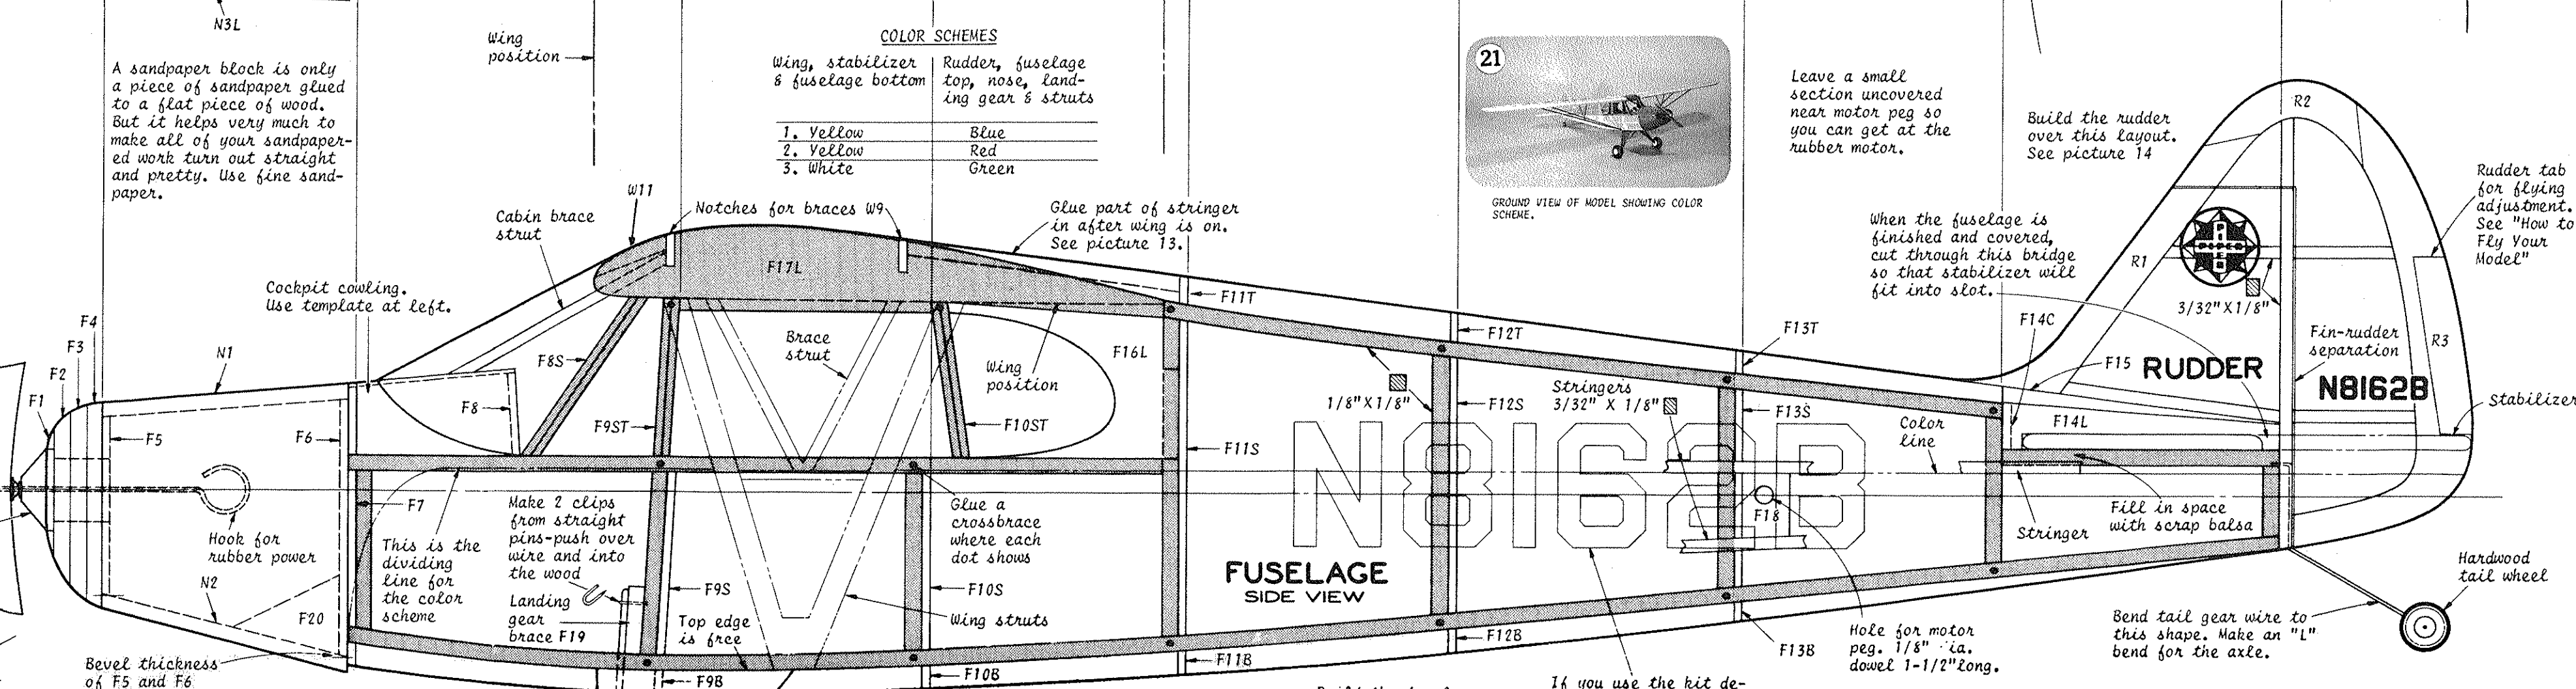 N3L
A sandpaper block is only
a piece of sandpaper glued
to a flat piece of wood.
But it helps very much to
make all of your sandpaper-
ed work turn out straight
and pretty. Use fine sand-
paper.
Wing
position
COLOR SCHEMES
Wing, stabilizer
& fuselage bottom
Rudder, fuselage
top, nose, land-
ing gear & struts
1. Yellow Blue
2. Yellow Red
3. White Green
21
GROUND VIEW OF MODEL SHOWING COLOR
SCHEME.
Leave a small
section uncovered
near motor peg so
you can get at the
rubber motor.
Build the rudder
over this layout.
See picture 14
R2
Rudder tab
for flying
adjustment.
See "How to
Fly Your
Model"
W11
Cabin brace
strut
Notches for braces W9
Glue part of stringer
in after wing is on.
See picture 13.
When the fuselage is
finished and covered,
cut through this bridge
so that stabilizer will
fit into slot.
R1
PIPER
3/32" X 1/8"
F17L
F11T
Cockpit cowling.
Use template at left.
F4
F3
F2
F1
N1
F8S
Brace
strut
Wing
position
F16L
F12T
F13T
F14C
F15
RUDDER
Fin-rudder
separation
R3
N8162B
Stabilizer
1/8" X 1/8"
Stringers
3/32" X 1/8"
F12S
F13S
F8
F9ST
F10ST
F11S
Color
line
F14L
F5
F6
N8162B
F7
Hook for
rubber power
N2
F20
This is the
dividing
line for
the color
scheme
Make 2 clips
from straight
pins-push over
wire and into
the wood
Landing
gear
brace F19
F9S
Top edge
is free
Glue a
crossbrace
where each
dot shows
F10S
Wing struts
FUSELAGE
SIDE VIEW
F18
Stringer
Fill in space
with scrap balsa
Hardwood
tail wheel
Bend tail gear wire to
this shape. Make an "L"
bend for the axle.
Hole for motor
peg. 1/8" ia.
dowel 1-1/2"long.
F12B
F13B
F11B
F10B
F9B
Bevel thickness
of F5 and F6
If you use the kit de-